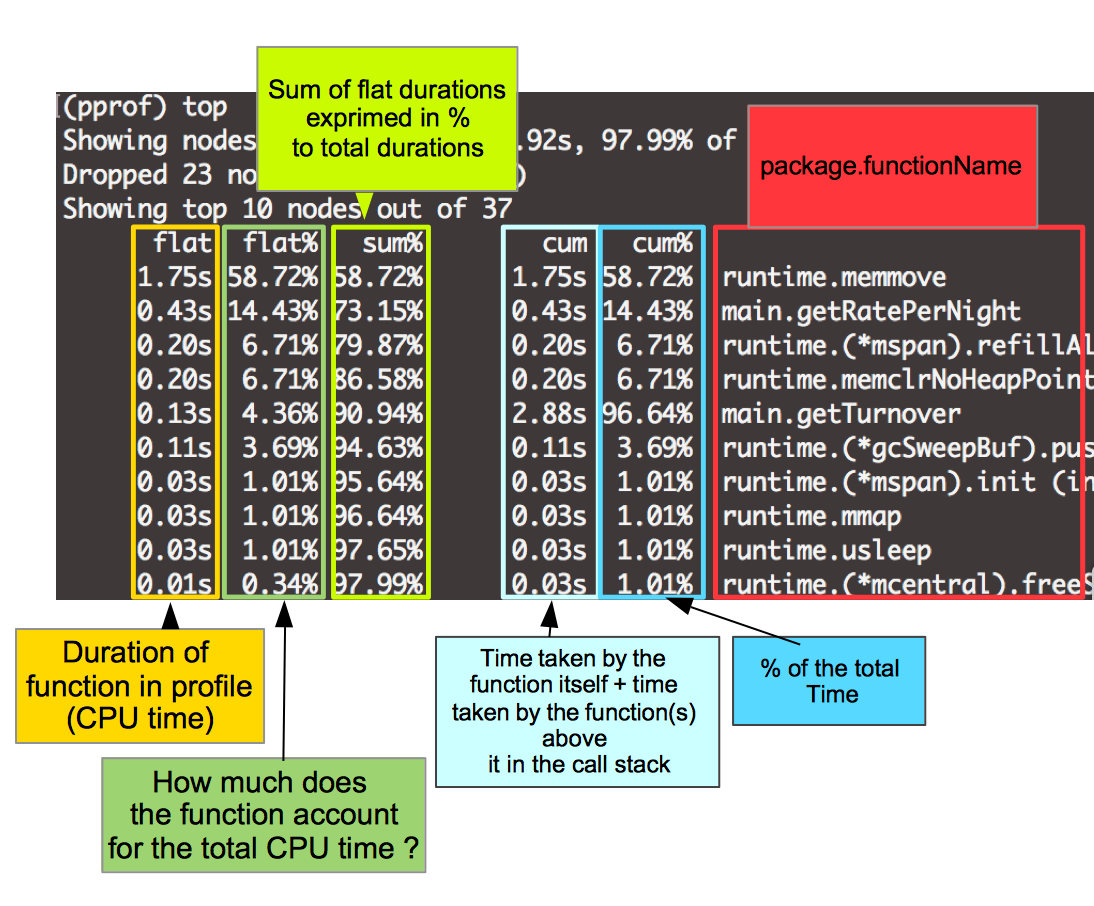 Sum of flat durations
exprimed in %
to total durations
(pprof) top
Showing nodes .92s, 97.99% of
Dropped 23 no )
Showing top 10 nodes out of 37
package.functionName
flat flat% sum% cum cum%
1.75s 58.72% 58.72% 1.75s 58.72% runtime.memmove
0.43s 14.43% 73.15% 0.43s 14.43% main.getRatePerNight
0.20s 6.71% 79.87% 0.20s 6.71% runtime.(*mspan).refillAl
0.20s 6.71% 86.58% 0.20s 6.71% runtime.memclrNoHeapPoint
0.13s 4.36% 90.94% 2.88s 96.64% main.getTurnover
0.11s 3.69% 94.63% 0.11s 3.69% runtime.(*gcSweepBuf).pus
0.03s 1.01% 95.64% 0.03s 1.01% runtime.(*mspan).init (in
0.03s 1.01% 96.64% 0.03s 1.01% runtime.mmap
0.03s 1.01% 97.65% 0.03s 1.01% runtime.usleep
0.01s 0.34% 97.99% 0.03s 1.01% runtime.(*mcentral).freeS
Duration of
function in profile
(CPU time)
How much does
the function account
for the total CPU time ?
Time taken by the
function itself + time
taken by the function(s)
above
it in the call stack
% of the total
Time